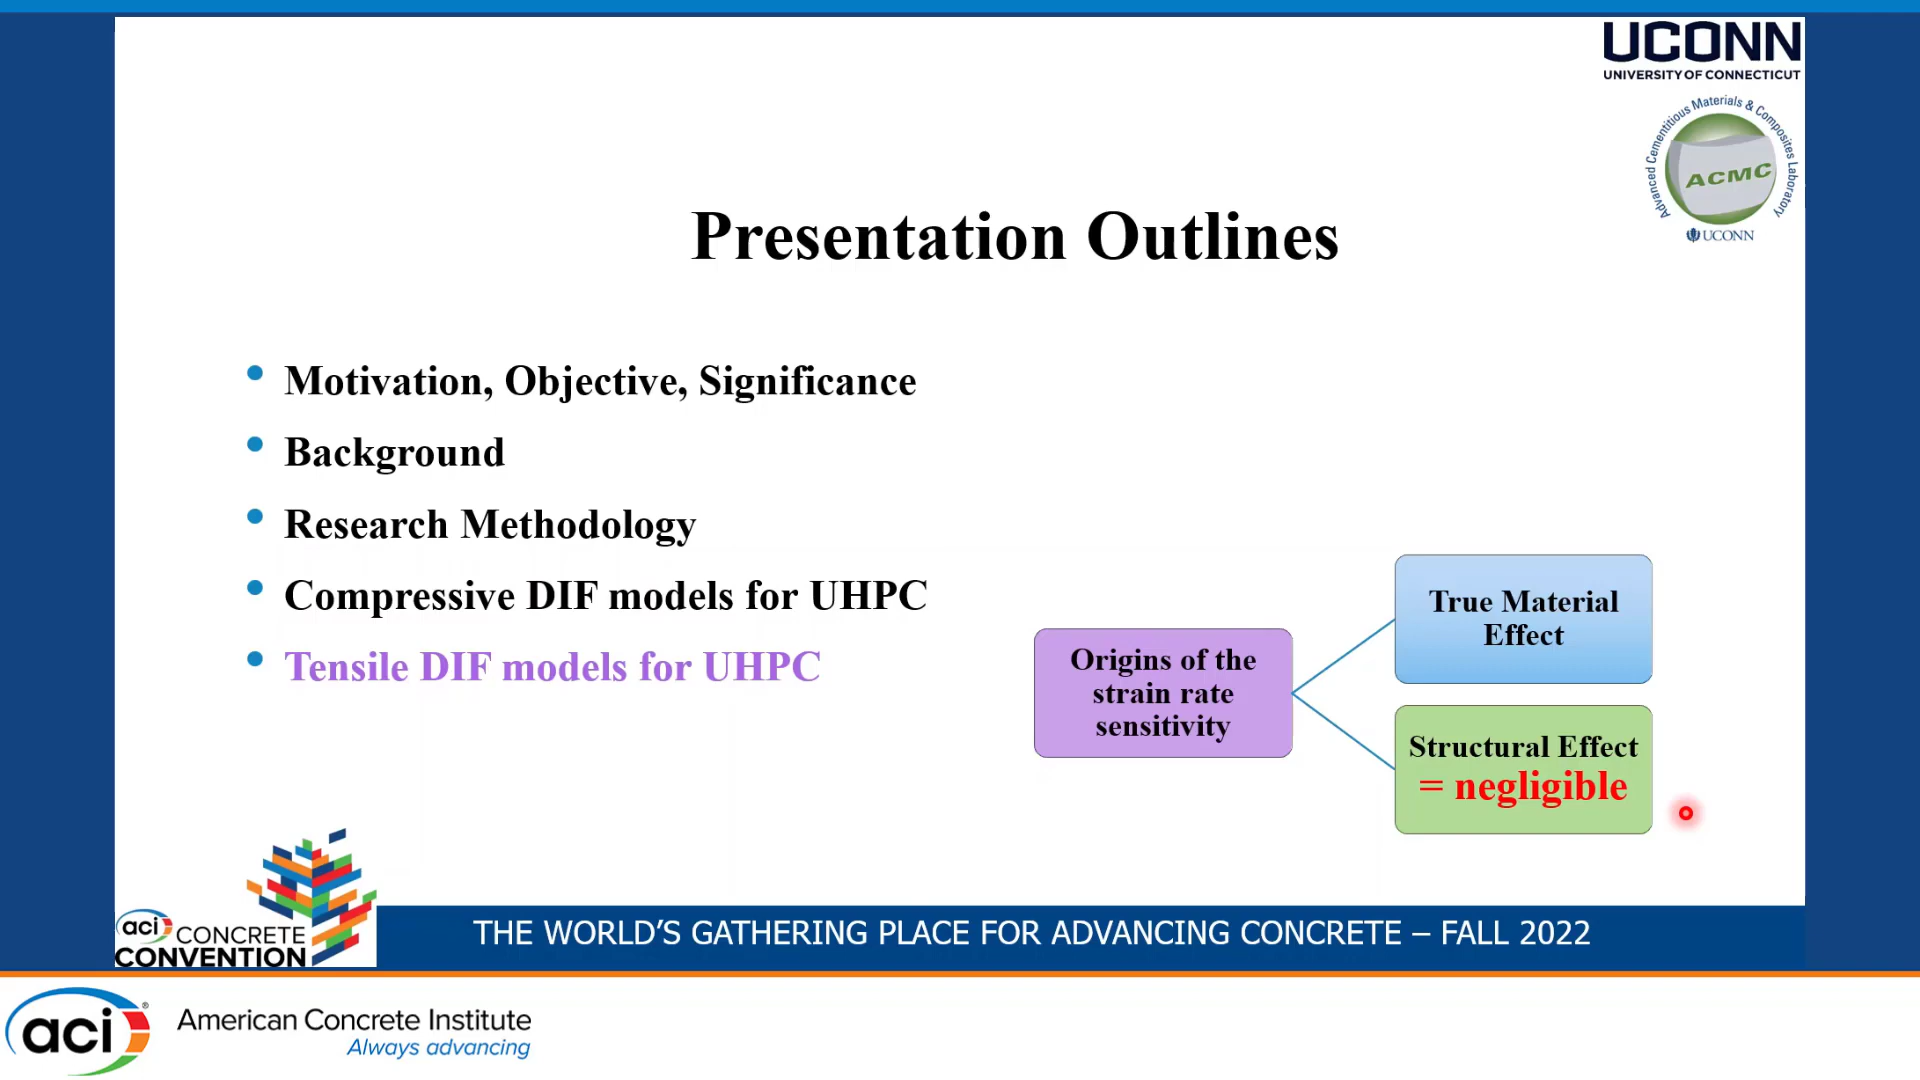 UCONN
UNIVERSITY OF CONNECTICUT
Advanced Cementitious Materials & Composites Laboratory
ACMC
UCONN
Presentation Outlines
• Motivation, Objective, Significance
• Background
• Research Methodology
• Compressive DIF models for UHPC
• Tensile DIF models for UHPC
Origins of the
strain rate
sensitivity
True Material
Effect
Structural Effect
= negligible
aci CONCRETE
CONVENTION
THE WORLD’S GATHERING PLACE FOR ADVANCING CONCRETE – FALL 2022
aci®
American Concrete Institute
Always advancing